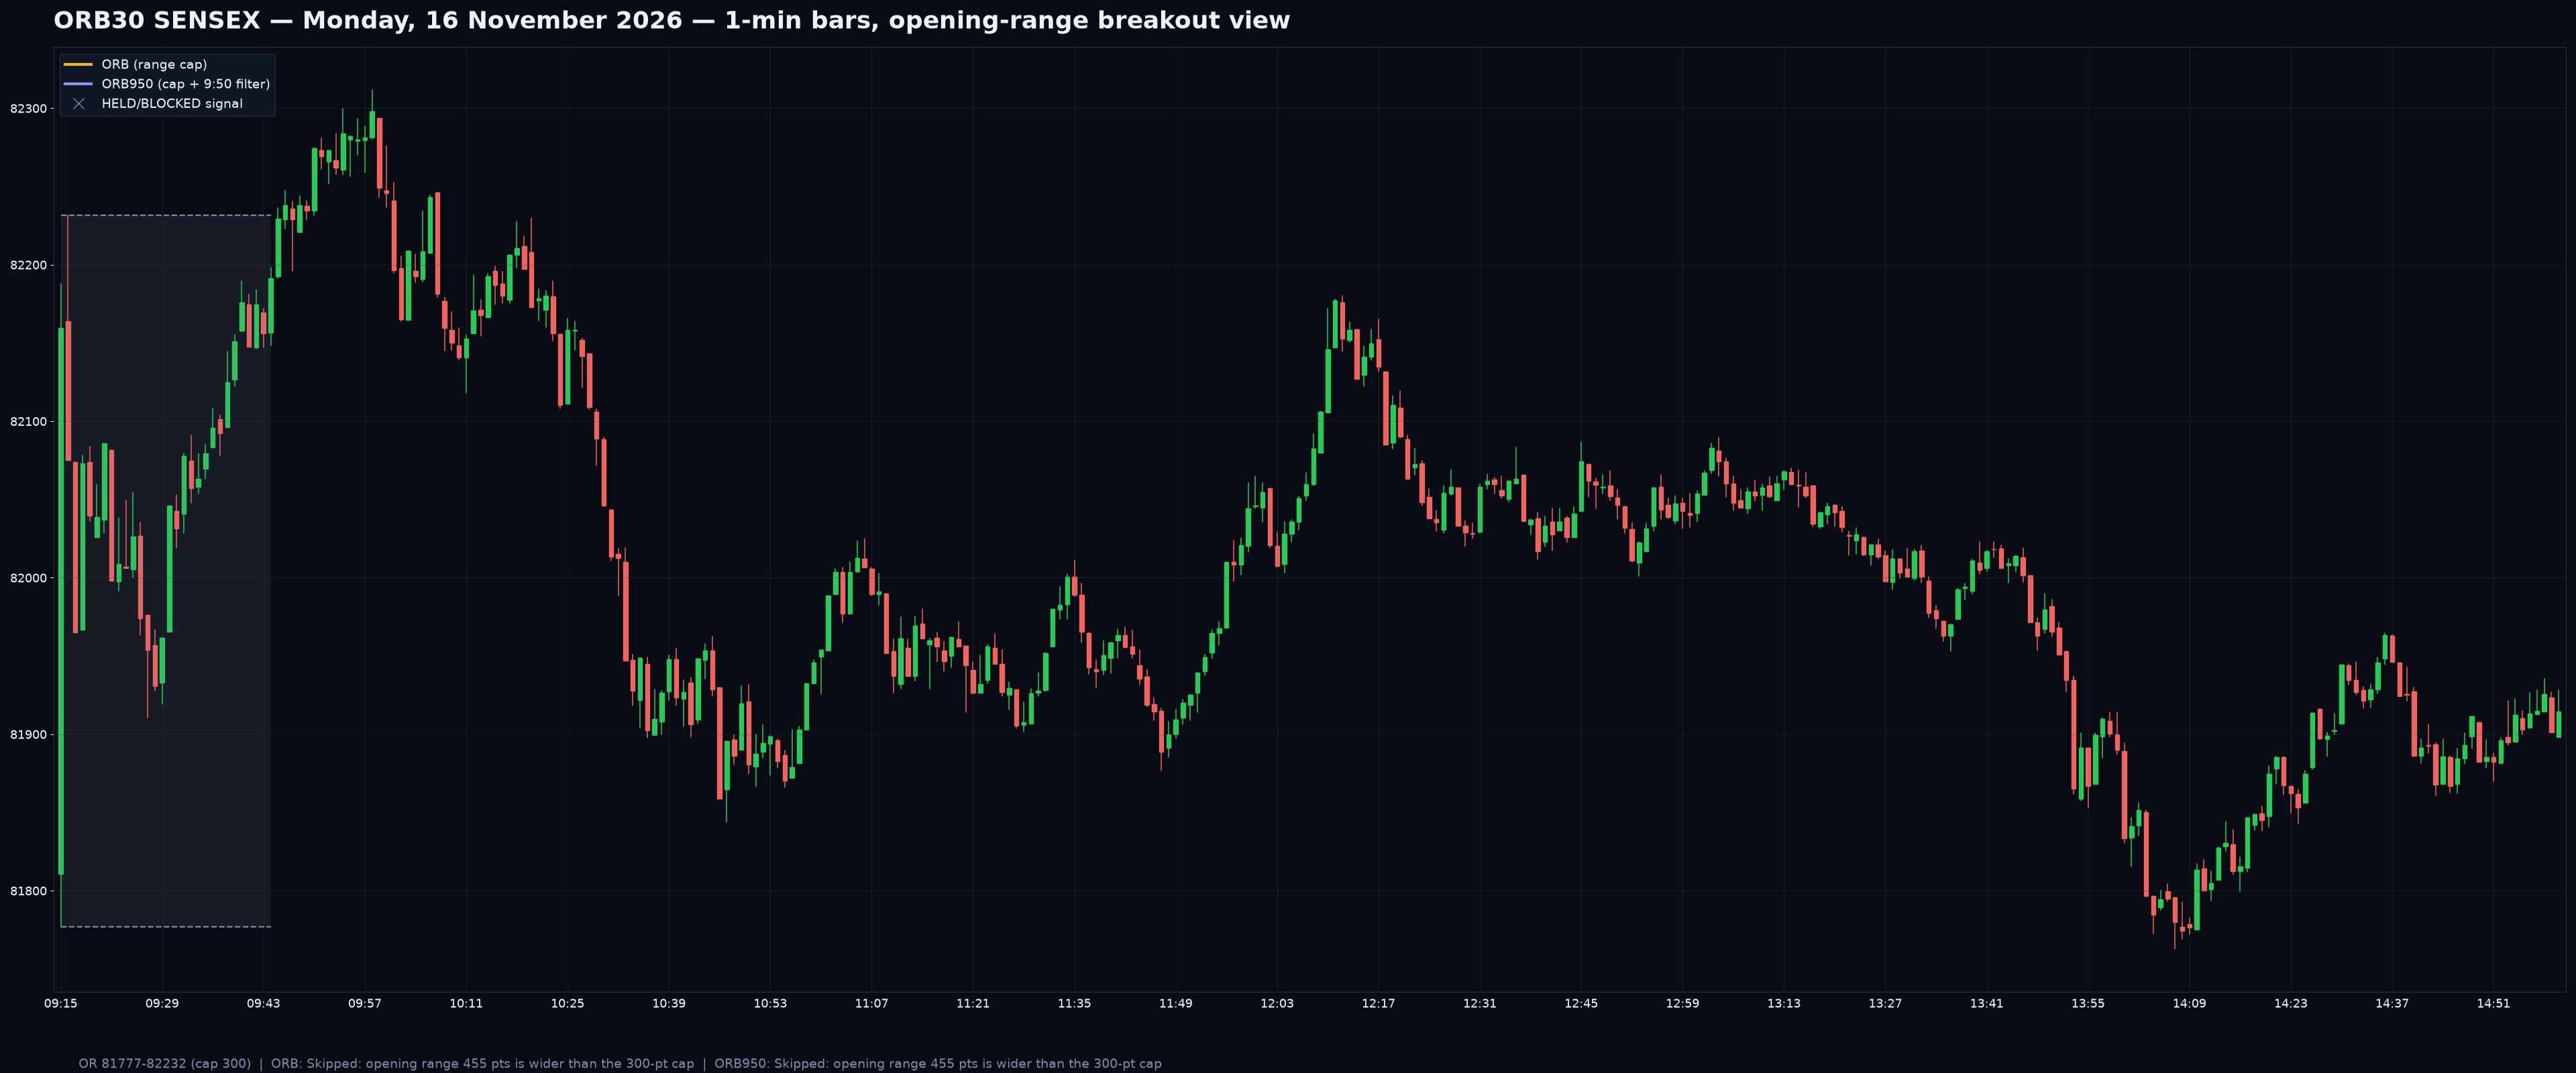 ORB30 SENSEX — Monday, 16 November 2026 — 1-min bars, opening-range breakout view
ORB (range cap)
ORB950 (cap + 9:50 filter)
HELD/BLOCKED signal
82300
82200
82100
82000
81900
81800
09:15 09:29 09:43 09:57 10:11 10:25 10:39 10:53 11:07 11:21 11:35 11:49 12:03 12:17 12:31 12:45 12:59 13:13 13:27 13:41 13:55 14:09 14:23 14:37 14:51
OR 81777-82232 (cap 300) | ORB: Skipped: opening range 455 pts is wider than the 300-pt cap | ORB950: Skipped: opening range 455 pts is wider than the 300-pt cap